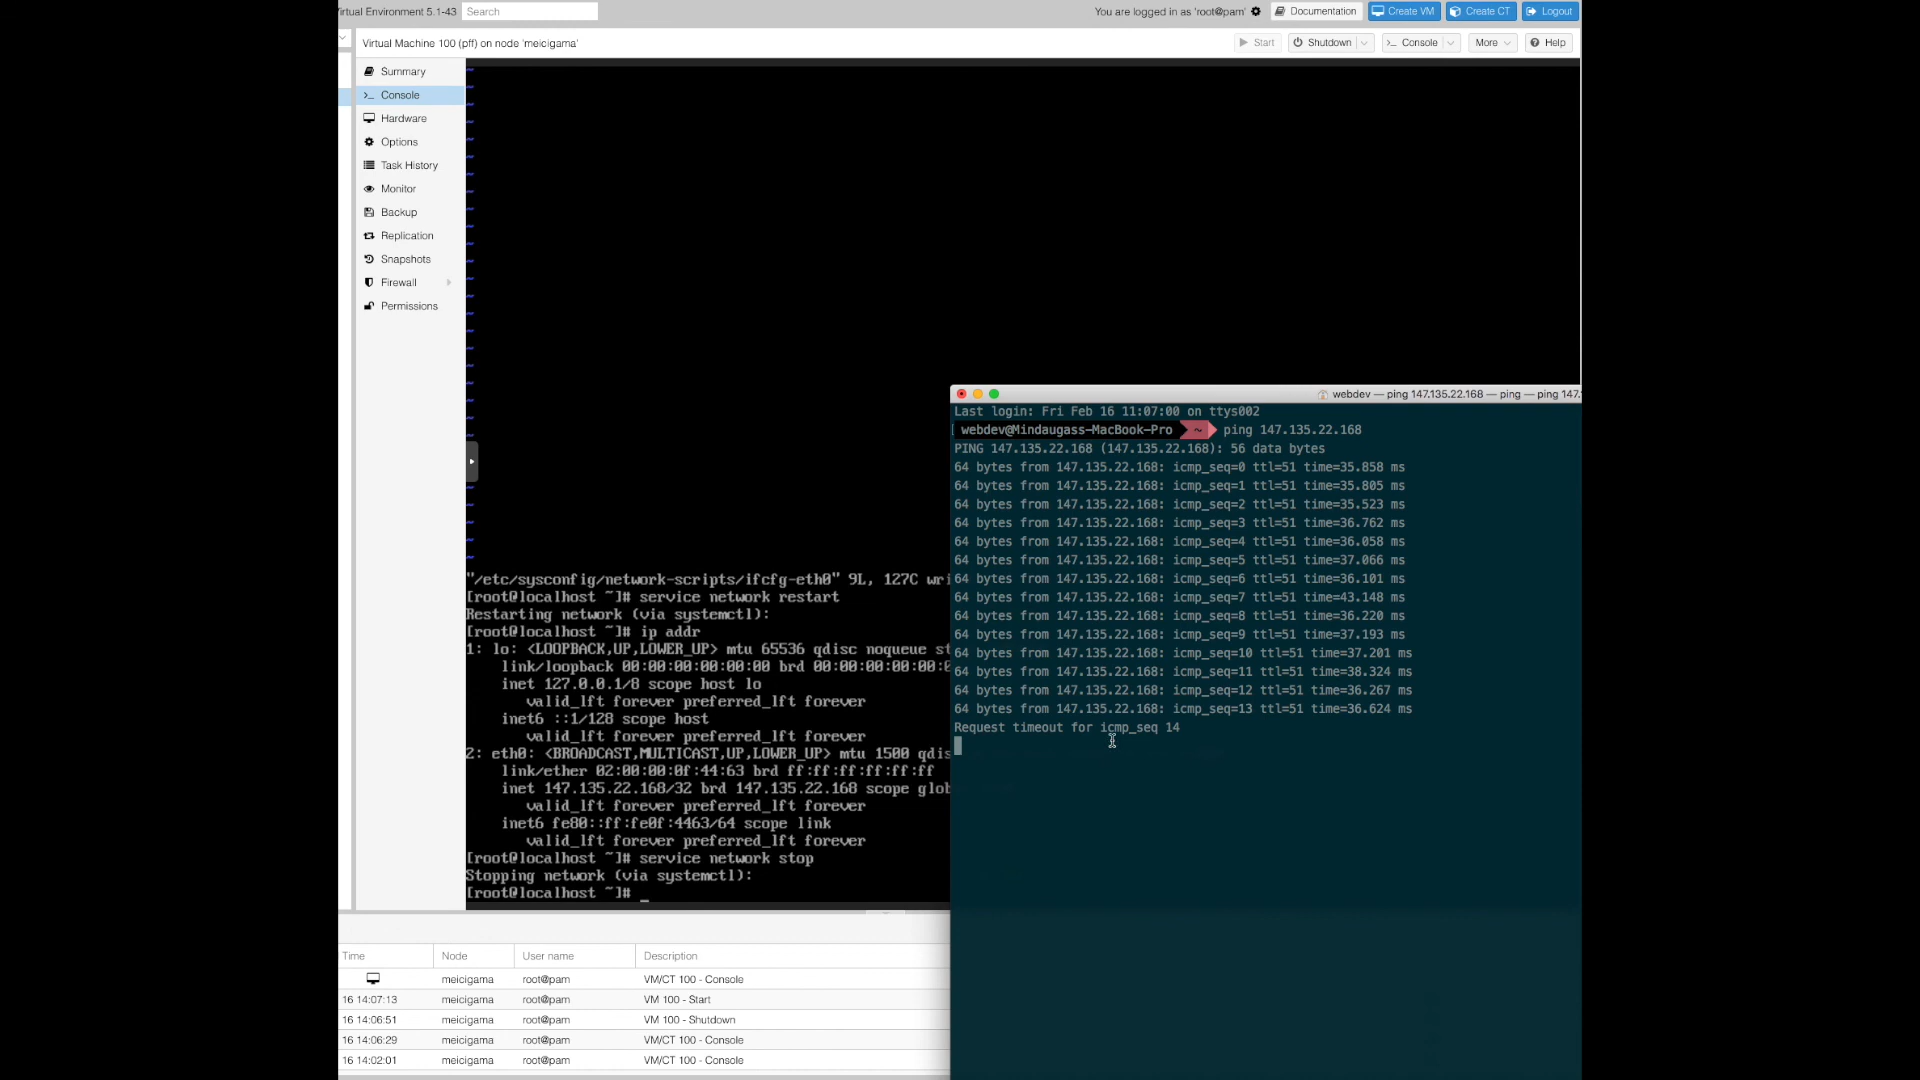 Virtual Environment 5.1-43
Search
You are logged in as 'root@pam'
Documentation
Create VM
Create CT
Logout
Virtual Machine 100 (pff) on node 'meicigama'
Start
Shutdown
Console
More
Help
Summary
Console
Hardware
Options
Task History
Monitor
Backup
Replication
Snapshots
Firewall
Permissions
"/etc/sysconfig/network-scripts/ifcfg-eth0" 9L, 127C wri
[root@localhost ~]# service network restart
Restarting network (via systemctl):
[root@localhost ~]# ip addr
1: lo: <LOOPBACK,UP,LOWER_UP> mtu 65536 qdisc noqueue st
link/loopback 00:00:00:00:00:00 brd 00:00:00:00:00:0
inet 127.0.0.1/8 scope host lo
valid_lft forever preferred_lft forever
inet6 ::1/128 scope host
valid_lft forever preferred_lft forever
2: eth0: <BROADCAST,MULTICAST,UP,LOWER_UP> mtu 1500 qdis
link/ether 02:00:00:0f:44:63 brd ff:ff:ff:ff:ff:ff
inet 147.135.22.168/32 brd 147.135.22.168 scope glob
valid_lft forever preferred_lft forever
inet6 fe80::ff:fe0f:4463/64 scope link
valid_lft forever preferred_lft forever
[root@localhost ~]# service network stop
Stopping network (via systemctl):
[root@localhost ~]# _
webdev — ping 147.135.22.168 — ping — ping 147.
Last login: Fri Feb 16 11:07:00 on ttys002
webdev@Mindaugass-MacBook-Pro ~ ping 147.135.22.168
PING 147.135.22.168 (147.135.22.168): 56 data bytes
64 bytes from 147.135.22.168: icmp_seq=0 ttl=51 time=35.858 ms
64 bytes from 147.135.22.168: icmp_seq=1 ttl=51 time=35.805 ms
64 bytes from 147.135.22.168: icmp_seq=2 ttl=51 time=35.523 ms
64 bytes from 147.135.22.168: icmp_seq=3 ttl=51 time=36.762 ms
64 bytes from 147.135.22.168: icmp_seq=4 ttl=51 time=36.058 ms
64 bytes from 147.135.22.168: icmp_seq=5 ttl=51 time=37.066 ms
64 bytes from 147.135.22.168: icmp_seq=6 ttl=51 time=36.101 ms
64 bytes from 147.135.22.168: icmp_seq=7 ttl=51 time=43.148 ms
64 bytes from 147.135.22.168: icmp_seq=8 ttl=51 time=36.220 ms
64 bytes from 147.135.22.168: icmp_seq=9 ttl=51 time=37.193 ms
64 bytes from 147.135.22.168: icmp_seq=10 ttl=51 time=37.201 ms
64 bytes from 147.135.22.168: icmp_seq=11 ttl=51 time=38.324 ms
64 bytes from 147.135.22.168: icmp_seq=12 ttl=51 time=36.267 ms
64 bytes from 147.135.22.168: icmp_seq=13 ttl=51 time=36.624 ms
Request timeout for icmp_seq 14
Time Node User name Description
meicigama root@pam VM/CT 100 - Console
16 14:07:13 meicigama root@pam VM 100 - Start
16 14:06:51 meicigama root@pam VM 100 - Shutdown
16 14:06:29 meicigama root@pam VM/CT 100 - Console
16 14:02:01 meicigama root@pam VM/CT 100 - Console